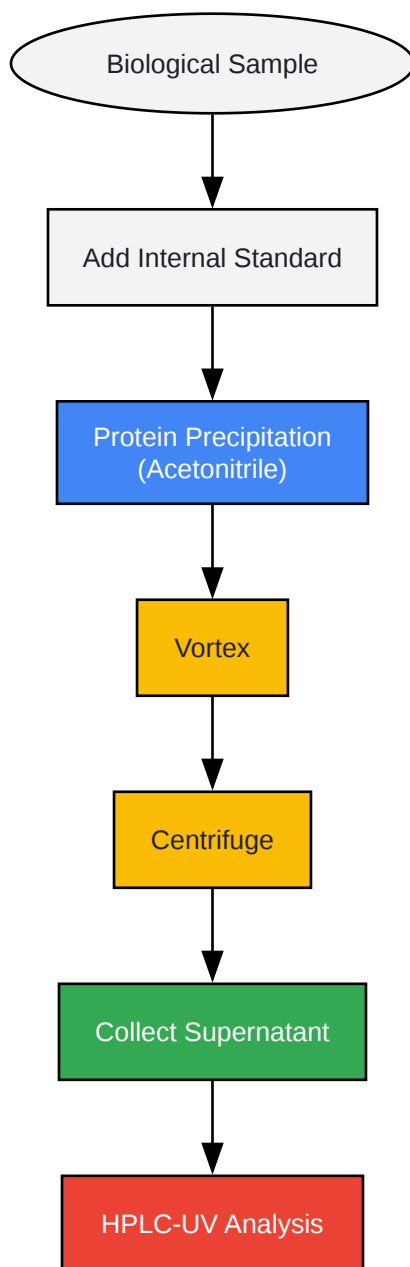 Biological Sample
Add Internal Standard
Protein Precipitation
(Acetonitrile)
Vortex
Centrifuge
Collect Supernatant
HPLC-UV Analysis